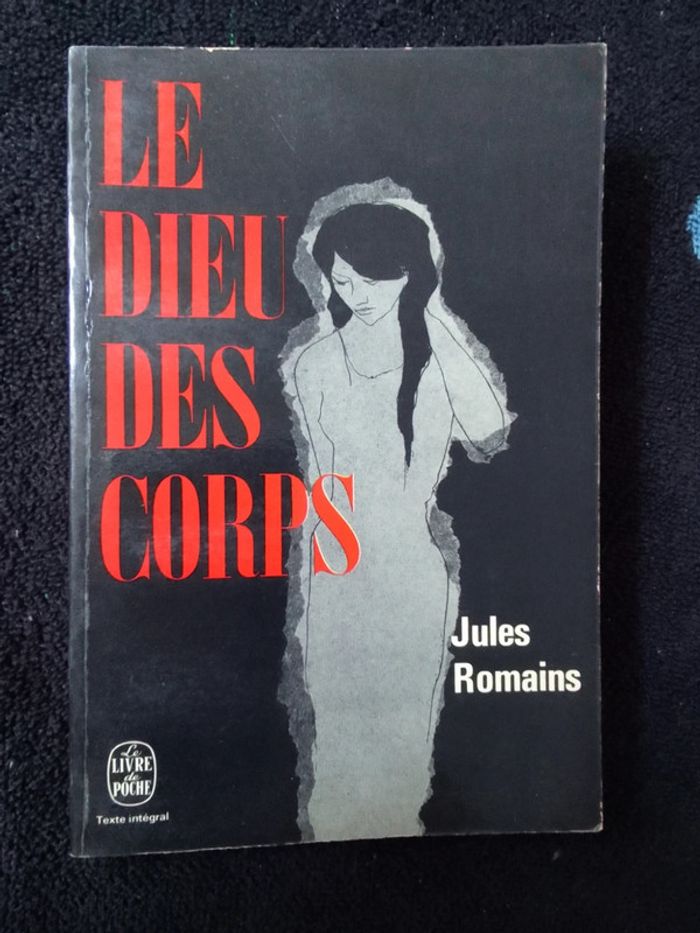 LE
DIEU
DES
CORPS
Jules
Romains
Le
LIVRE
de
POCHE
Texte intégral